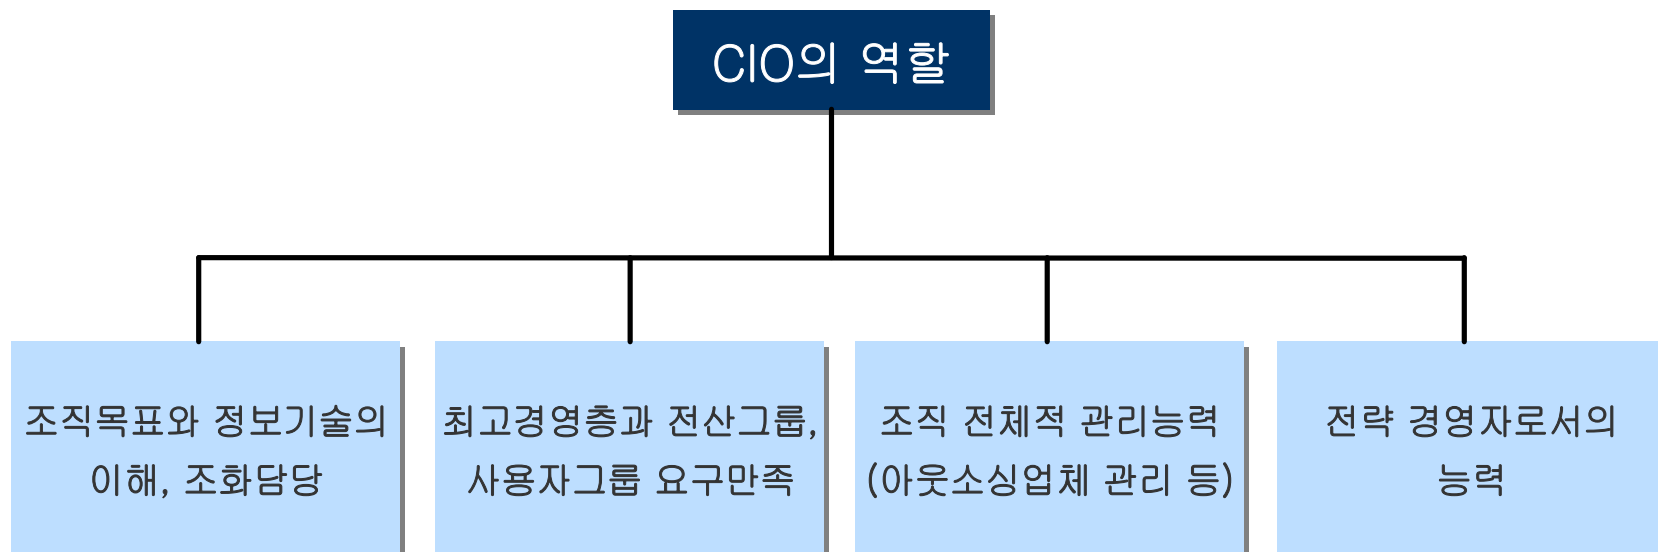 CIO의 역할
조직목표와 정보기술의
이해, 조화담당
최고경영층과 전산그룹,
사용자그룹 요구만족
조직 전체적 관리능력
(아웃소싱업체 관리 등)
전략 경영자로서의
능력